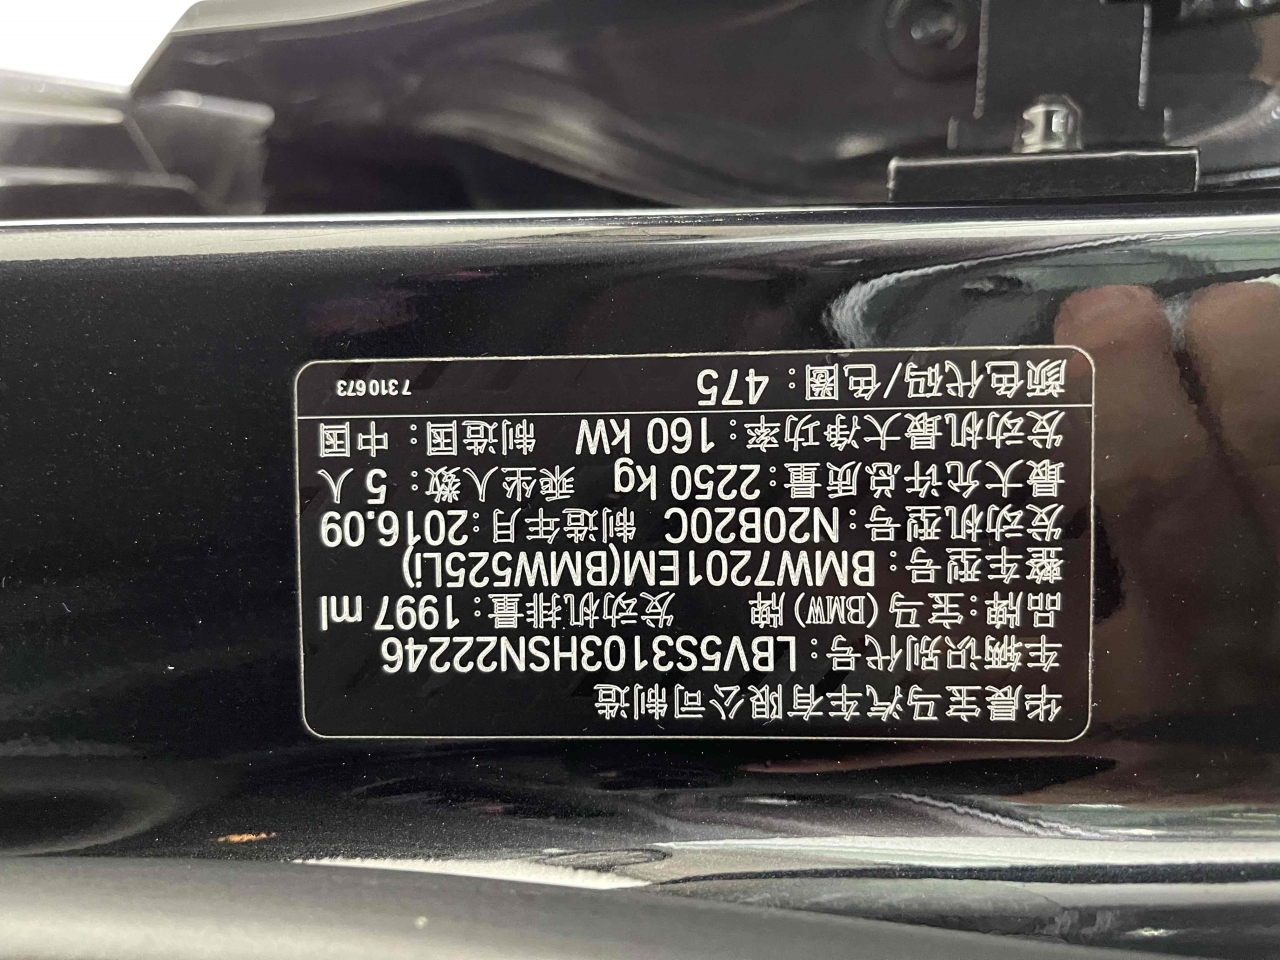 华晨宝马汽车有限公司制造
车辆识别代号：LBV5S3103HSN22246
品牌：宝马（BMW）牌 发动机排量：1997 ml
整车型号：BMW7201EM(BMW525Li)
发动机型号：N20B20C 制造年月：2016.09
最大允许总质量：2250 kg 乘坐人数：5 人
发动机最大净功率：160 kW 制造国：中国
颜色代码/色圈：475 7 310 673